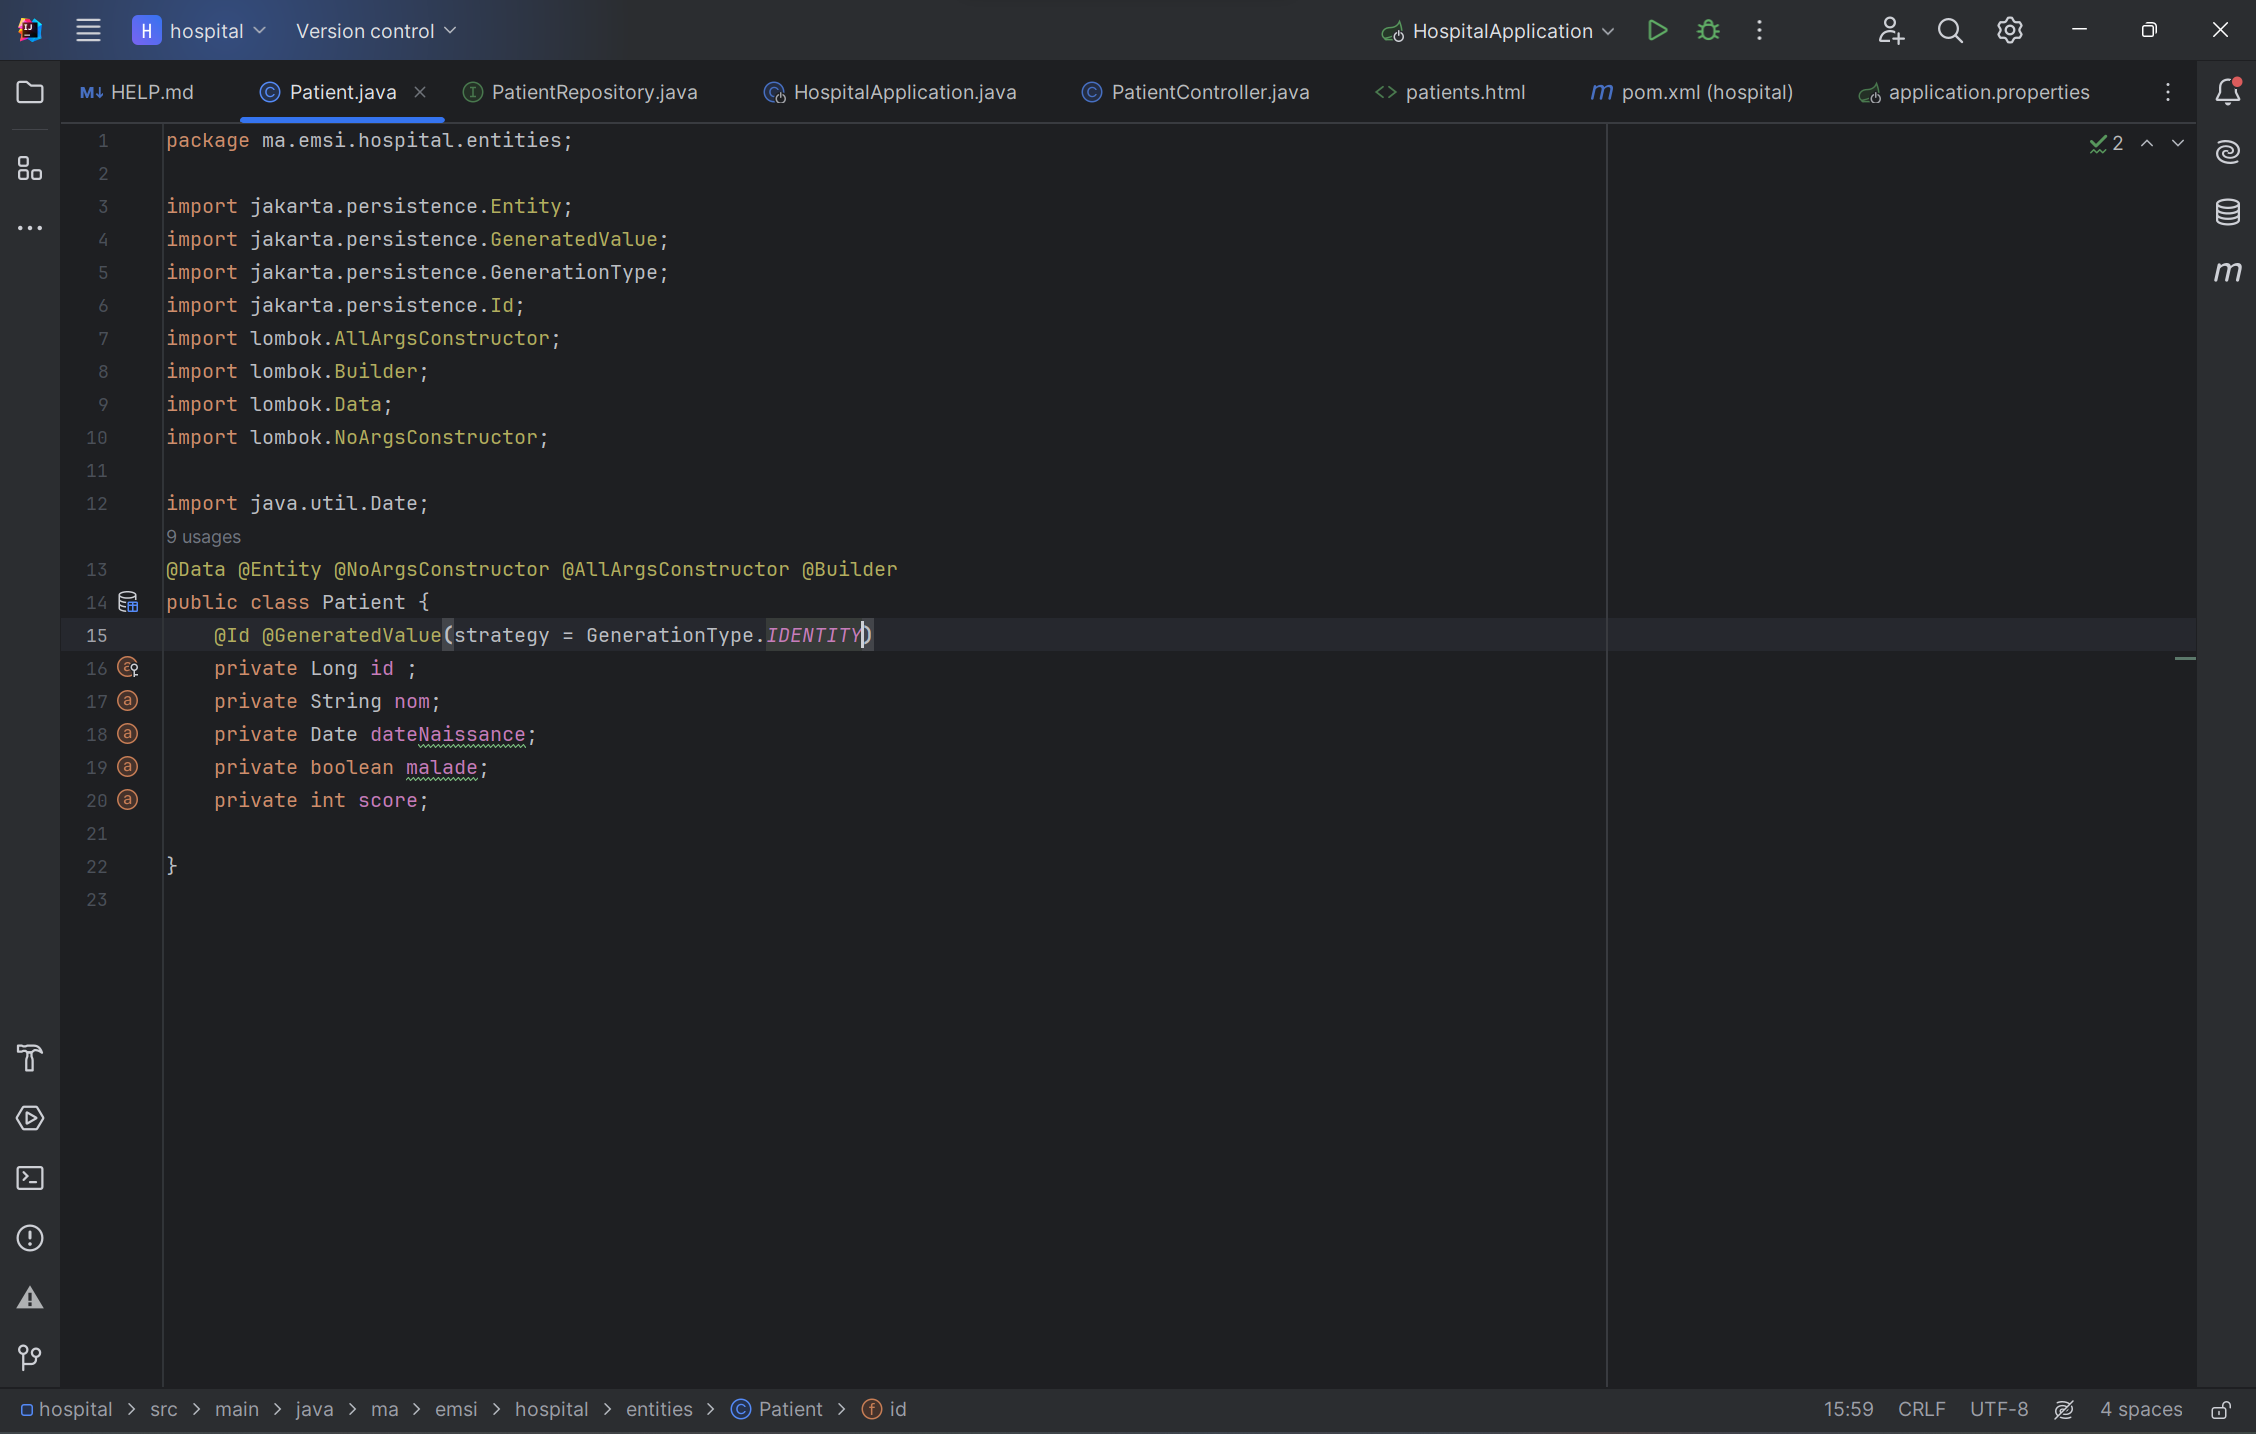 H hospital Version control HospitalApplication
M↓ HELP.md Patient.java PatientRepository.java HospitalApplication.java PatientController.java <> patients.html m pom.xml (hospital) application.properties
1 package ma.emsi.hospital.entities;
2
3 import jakarta.persistence.Entity;
4 import jakarta.persistence.GeneratedValue;
5 import jakarta.persistence.GenerationType;
6 import jakarta.persistence.Id;
7 import lombok.AllArgsConstructor;
8 import lombok.Builder;
9 import lombok.Data;
10 import lombok.NoArgsConstructor;
11
12 import java.util.Date;
9 usages
13 @Data @Entity @NoArgsConstructor @AllArgsConstructor @Builder
14 public class Patient {
15 @Id @GeneratedValue(strategy = GenerationType.IDENTITY)
16 private Long id ;
17 private String nom;
18 private Date dateNaissance;
19 private boolean malade;
20 private int score;
21
22 }
23
2
m
hospital > src > main > java > ma > emsi > hospital > entities > Patient > id 15:59 CRLF UTF-8 4 spaces